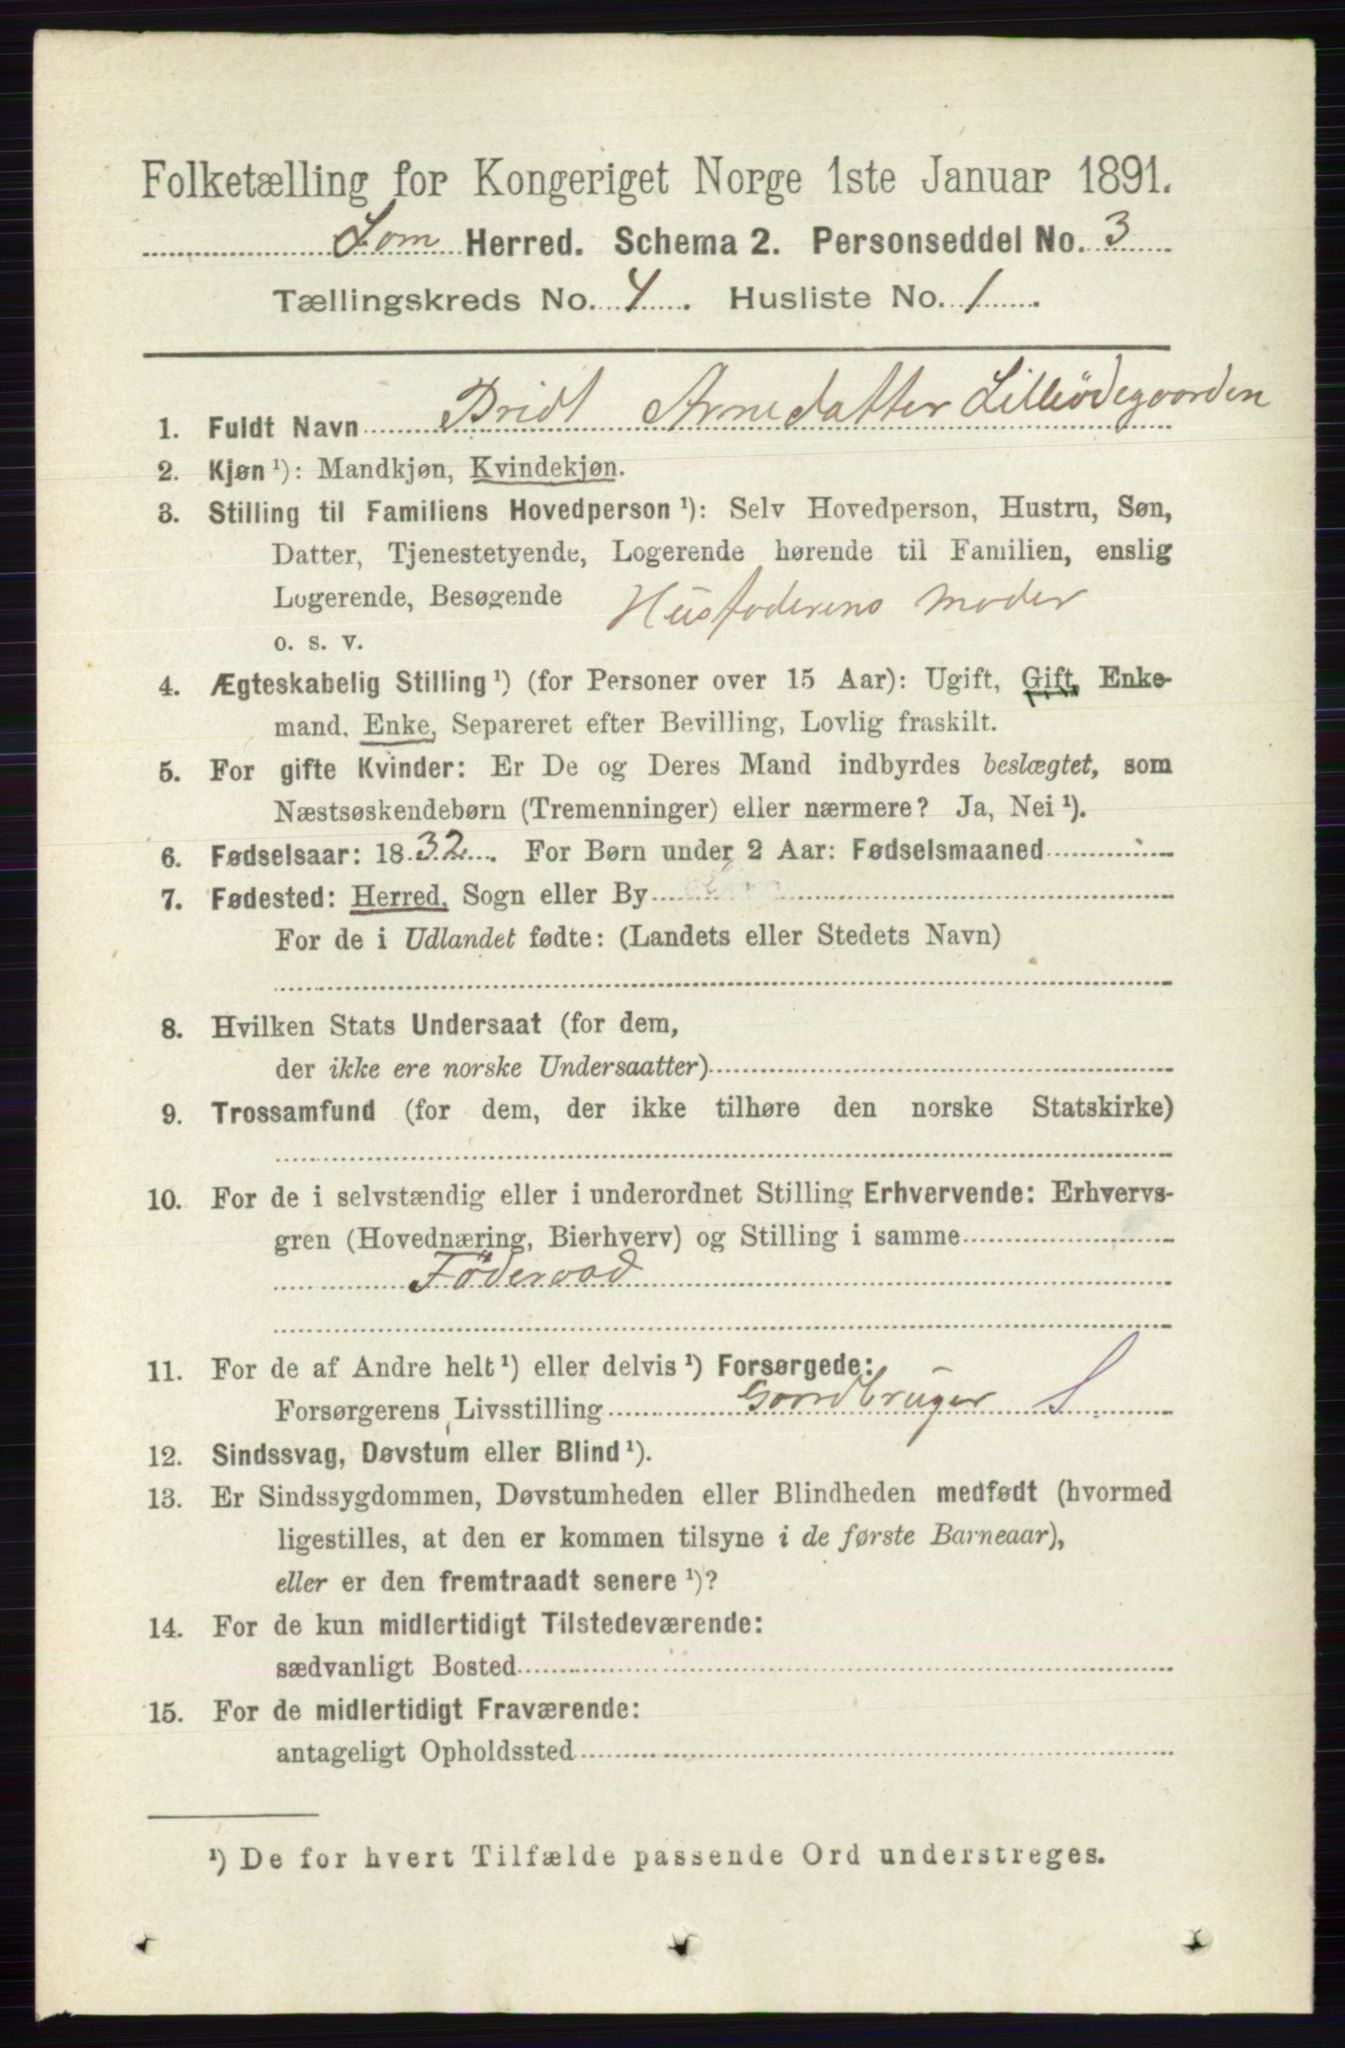 Folketælling for Kongeriget Norge 1ste Januar 1891.
Lom Herred. Schema 2. Personseddel No. 3
Tællingskreds No. 4. Husliste No. 1.
1. Fuldt Navn Bridt Arnedatter Lilleødegaarden
2. Kjøn ¹): Mandkjøn, Kvindekjøn.
3. Stilling til Familiens Hovedperson ¹): Selv Hovedperson, Hustru, Søn,
Datter, Tjenestetyende, Logerende hørende til Familien, enslig
Logerende, Besøgende Husfaderens Moder
o. s. v.
4. Ægteskabelig Stilling ¹) (for Personer over 15 Aar): Ugift, Gift, Enke-
mand, Enke, Separeret efter Bevilling, Lovlig fraskilt.
5. For gifte Kvinder: Er De og Deres Mand indbyrdes beslægtet, som
Næstsøskendebørn (Tremenninger) eller nærmere? Ja, Nei ¹).
6. Fødselsaar: 1832. For Børn under 2 Aar: Fødselsmaaned
7. Fødested: Herred, Sogn eller By
For de i Udlandet fødte: (Landets eller Stedets Navn)
8. Hvilken Stats Undersaat (for dem,
der ikke ere norske Undersaatter)
9. Trossamfund (for dem, der ikke tilhøre den norske Statskirke)
10. For de i selvstændig eller i underordnet Stilling Erhvervende: Erhvervs-
gren (Hovednæring, Bierhverv) og Stilling i samme
Föderaad
11. For de af Andre helt ¹) eller delvis ¹) Forsørgede:
Forsørgerens Livsstilling Gaardbruger S.
12. Sindssvag, Døvstum eller Blind ¹).
13. Er Sindssygdommen, Døvstumheden eller Blindheden medfødt (hvormed
ligestilles, at den er kommen tilsyne i de første Barneaar),
eller er den fremtraadt senere ¹)?
14. For de kun midlertidigt Tilstedeværende:
sædvanligt Bosted
15. For de midlertidigt Fraværende:
antageligt Opholdssted
¹) De for hvert Tilfælde passende Ord understreges.